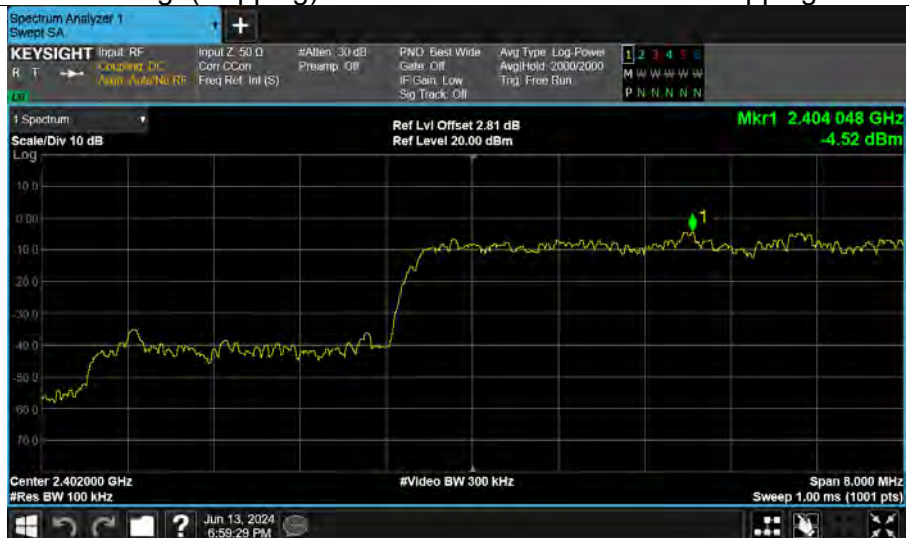 Spectrum Analyzer 1
Swept SA
+
KEYSIGHT
R T
Input: RF
Coupling: DC
Align: Auto/No RF
Input Z: 50 Ω
Corr CCorr
Freq Ref: Int (S)
#Atten: 30 dB
Preamp: Off
PNO: Best Wide
Gate: Off
IF Gain: Low
Sig Track: Off
Avg Type: Log-Power
Avg|Hold: 2000/2000
Trig: Free Run
1 2 3 4 5 6
M W W W W W
P N N N N N
1 Spectrum
Scale/Div 10 dB
Ref Lvl Offset 2.81 dB
Ref Level 20.00 dBm
Mkr1 2.404 048 GHz
-4.52 dBm
Log
10.0
0.00
-10.0
-20.0
-30.0
-40.0
-50.0
-60.0
-70.0
1
Center 2.402000 GHz
#Res BW 100 kHz
#Video BW 300 kHz
Span 8.000 MHz
Sweep 1.00 ms (1001 pts)
?
Jun 13, 2024
6:59:29 PM